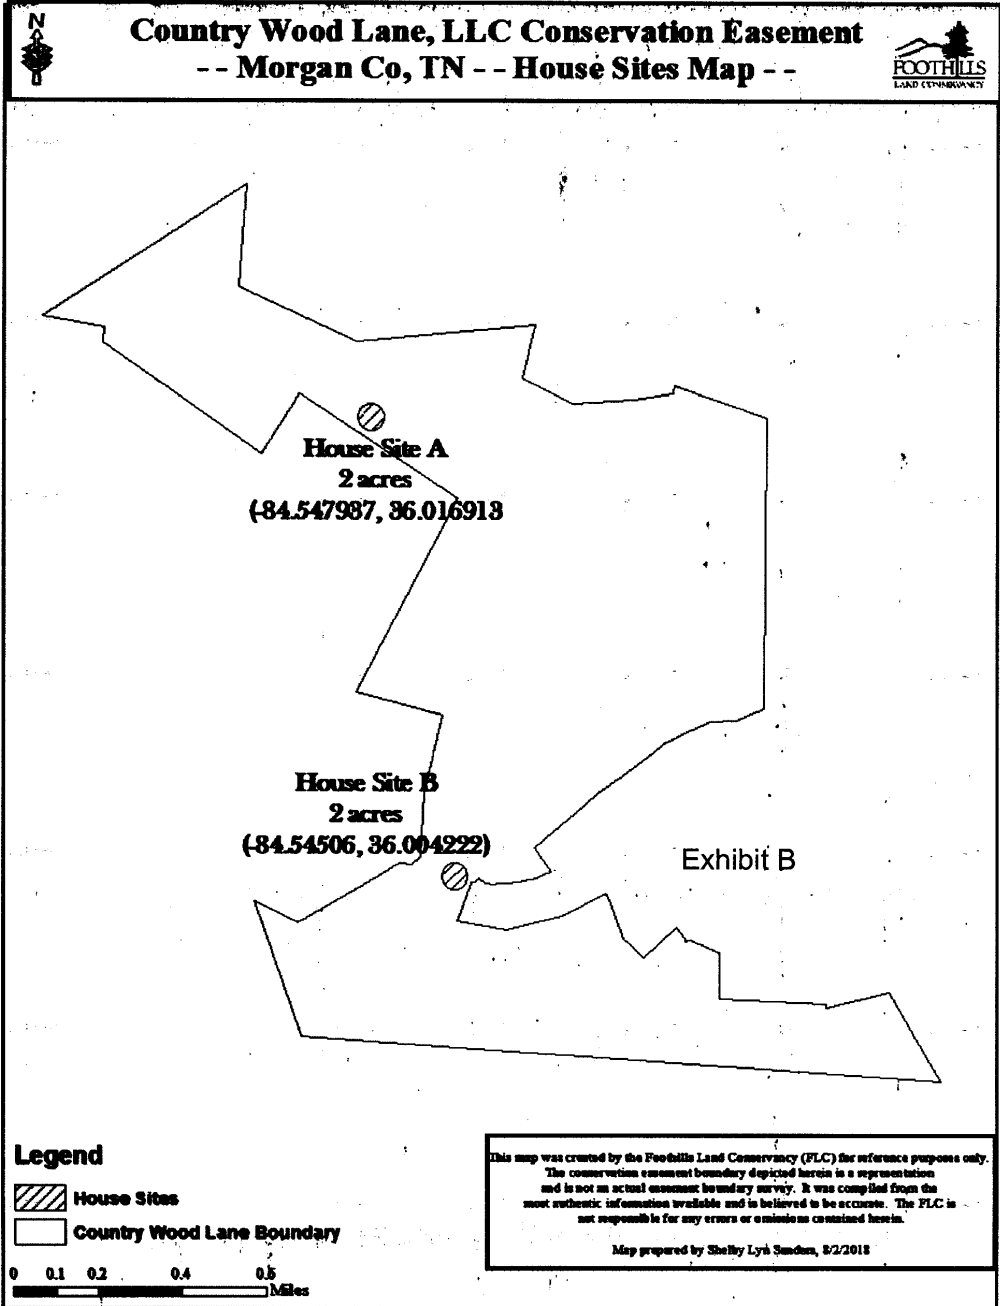 N
Country Wood Lane, LLC Conservation Easement
- - Morgan Co, TN - - House Sites Map - -
FOOTHILLS
LAND CONSERVANCY
House Site A
2 acres
(-84.547987, 36.016913
House Site B
2 acres
(-84.54506, 36.004222)
Exhibit B
Legend
House Sites
Country Wood Lane Boundary
0 0.1 0.2 0.4 0.6
Miles
This map was created by the Foothills Land Conservancy (FLC) for reference purposes only.
The conservation easement boundary depicted herein is a representation
and is not an actual easement boundary survey. It was compiled from the
most authentic information available and is believed to be accurate. The FLC is
not responsible for any errors or omissions contained herein.
Map prepared by Shelby Lyn Sanders, 8/2/2018